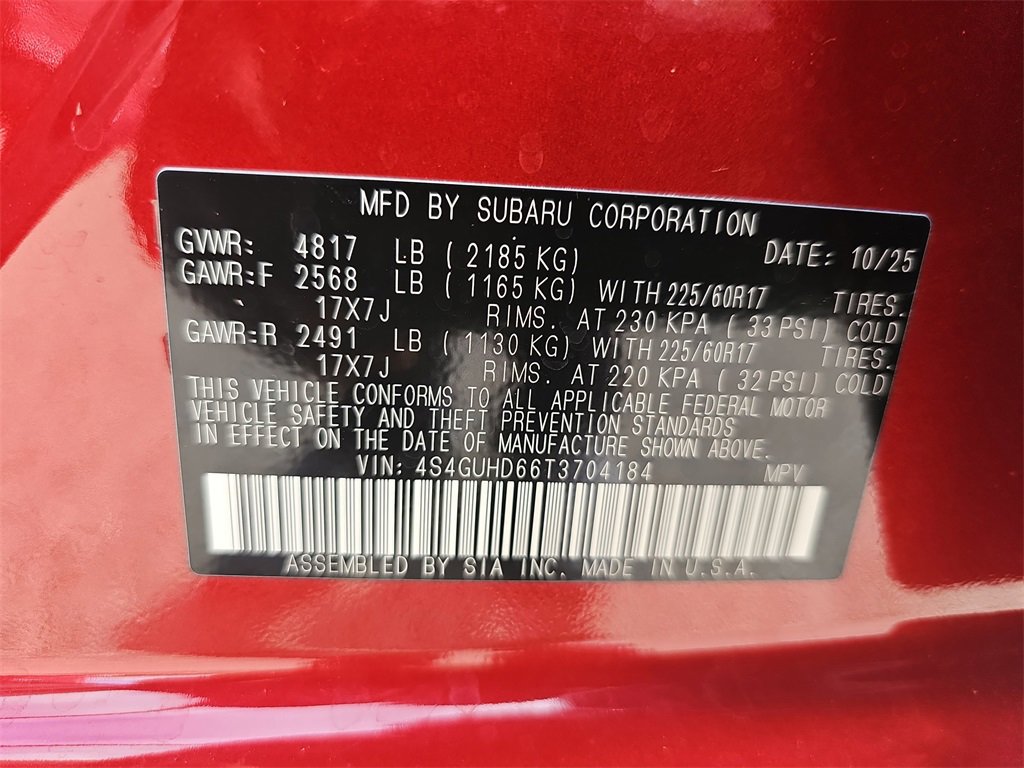 MFD BY SUBARU CORPORATION
GVWR: 4817 LB ( 2185 KG) DATE: 10/25
GAWR:F 2568 LB ( 1165 KG) WITH 225/60R17 TIRES.
17X7J RIMS. AT 230 KPA ( 33 PSI) COLD
GAWR:R 2491 LB ( 1130 KG) WITH 225/60R17 TIRES.
17X7J RIMS. AT 220 KPA ( 32 PSI) COLD
THIS VEHICLE CONFORMS TO ALL APPLICABLE FEDERAL MOTOR
VEHICLE SAFETY AND THEFT PREVENTION STANDARDS
IN EFFECT ON THE DATE OF MANUFACTURE SHOWN ABOVE.
VIN: 4S4GUHD66T3704184 MPV
ASSEMBLED BY SIA INC. MADE IN U.S.A.